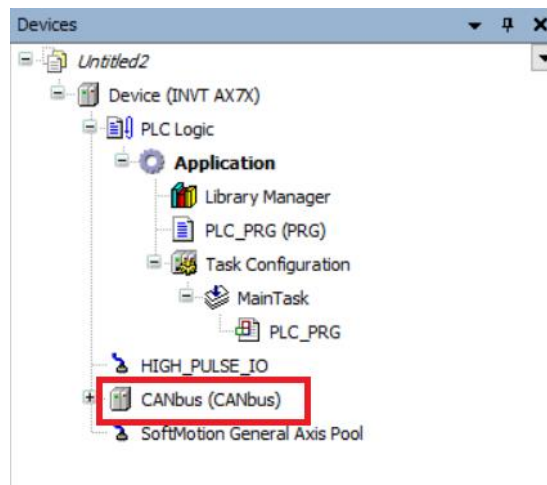 Devices
Untitled2
Device (INVT AX7X)
PLC Logic
Application
Library Manager
PLC_PRG (PRG)
Task Configuration
MainTask
PLC_PRG
HIGH_PULSE_IO
CANbus (CANbus)
SoftMotion General Axis Pool